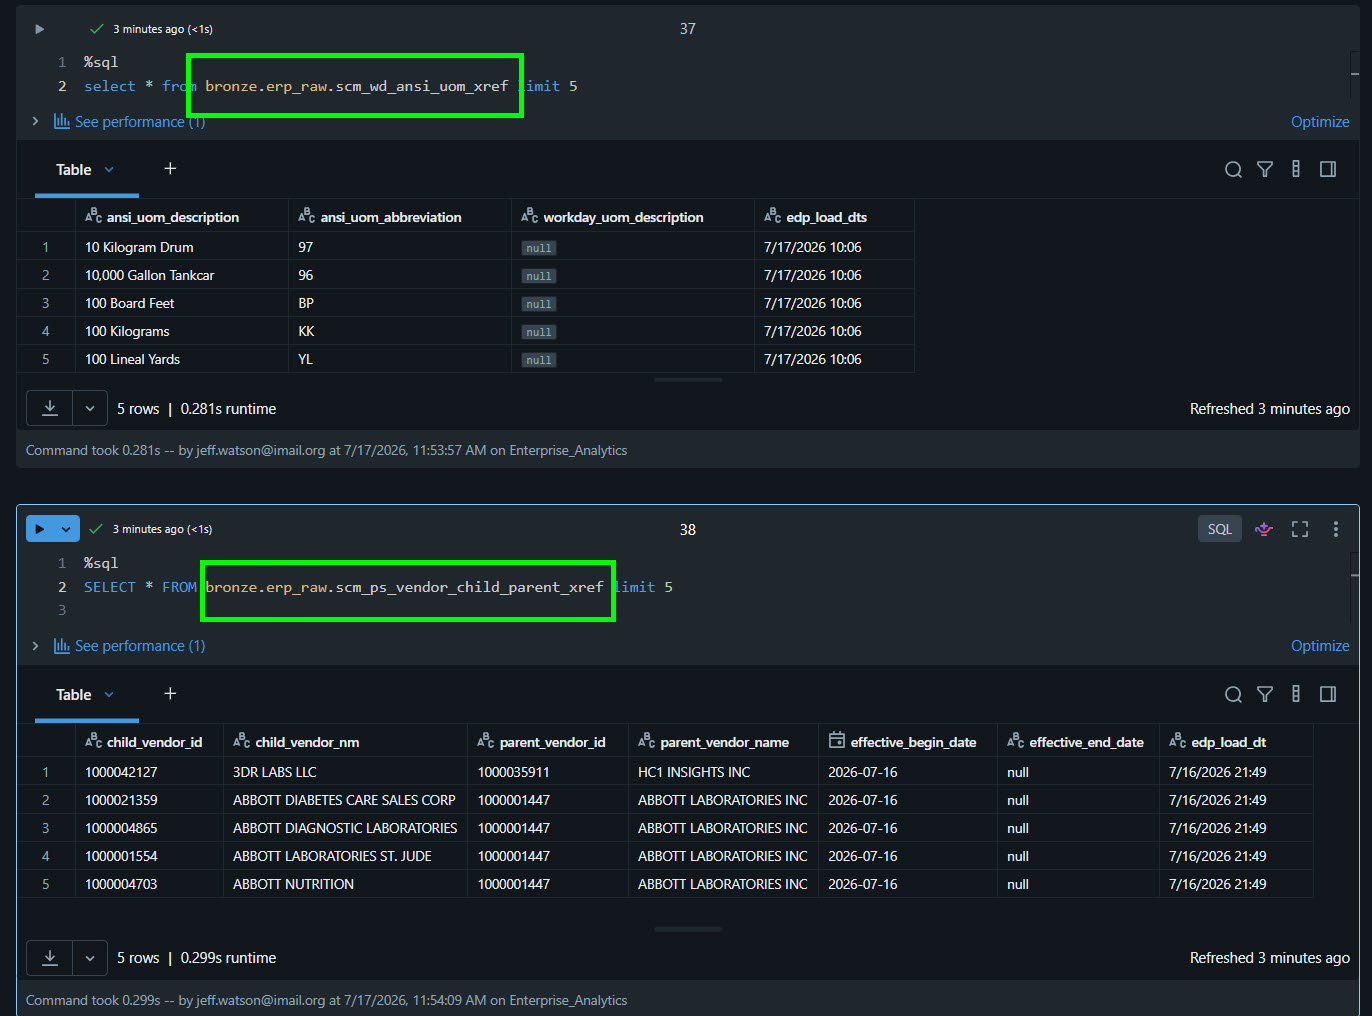 3 minutes ago (<1s)
37
1 %sql
2 select * from bronze.erp_raw.scm_wd_ansi_uom_xref limit 5
See performance (1)
Optimize
Table
+
ansi_uom_description ansi_uom_abbreviation workday_uom_description edp_load_dts
1 10 Kilogram Drum 97 null 7/17/2026 10:06
2 10,000 Gallon Tankcar 96 null 7/17/2026 10:06
3 100 Board Feet BP null 7/17/2026 10:06
4 100 Kilograms KK null 7/17/2026 10:06
5 100 Lineal Yards YL null 7/17/2026 10:06
5 rows | 0.281s runtime
Refreshed 3 minutes ago
Command took 0.281s -- by jeff.watson@imail.org at 7/17/2026, 11:53:57 AM on Enterprise_Analytics
3 minutes ago (<1s)
38
SQL
1 %sql
2 SELECT * FROM bronze.erp_raw.scm_ps_vendor_child_parent_xref limit 5
3
See performance (1)
Optimize
Table
+
child_vendor_id child_vendor_nm parent_vendor_id parent_vendor_name effective_begin_date effective_end_date edp_load_dt
1 1000042127 3DR LABS LLC 1000035911 HC1 INSIGHTS INC 2026-07-16 null 7/16/2026 21:49
2 1000021359 ABBOTT DIABETES CARE SALES CORP 1000001447 ABBOTT LABORATORIES INC 2026-07-16 null 7/16/2026 21:49
3 1000004865 ABBOTT DIAGNOSTIC LABORATORIES 1000001447 ABBOTT LABORATORIES INC 2026-07-16 null 7/16/2026 21:49
4 1000001554 ABBOTT LABORATORIES ST. JUDE 1000001447 ABBOTT LABORATORIES INC 2026-07-16 null 7/16/2026 21:49
5 1000004703 ABBOTT NUTRITION 1000001447 ABBOTT LABORATORIES INC 2026-07-16 null 7/16/2026 21:49
5 rows | 0.299s runtime
Refreshed 3 minutes ago
Command took 0.299s -- by jeff.watson@imail.org at 7/17/2026, 11:54:09 AM on Enterprise_Analytics